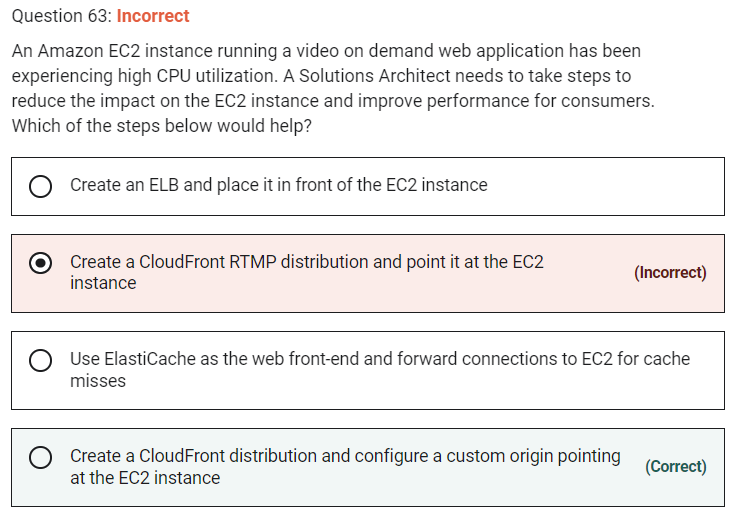 Question 63: Incorrect
An Amazon EC2 instance running a video on demand web application has been
experiencing high CPU utilization. A Solutions Architect needs to take steps to
reduce the impact on the EC2 instance and improve performance for consumers.
Which of the steps below would help?
Create an ELB and place it in front of the EC2 instance
Create a CloudFront RTMP distribution and point it at the EC2
instance
(Incorrect)
Use ElastiCache as the web front-end and forward connections to EC2 for cache
misses
Create a CloudFront distribution and configure a custom origin pointing
at the EC2 instance
(Correct)